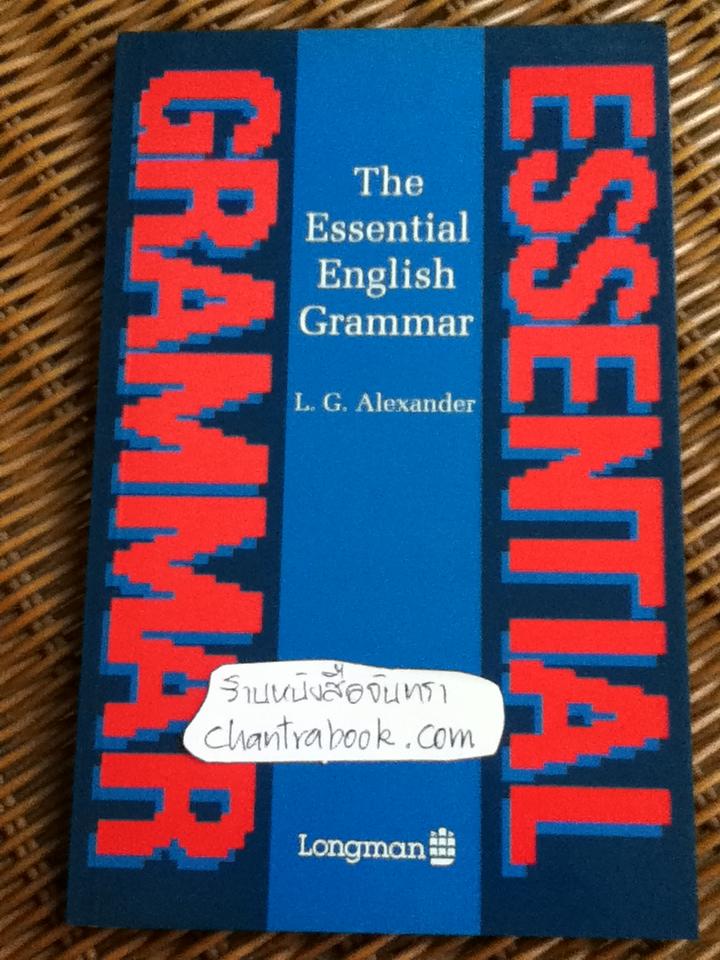 ESSENTIAL
GRAMMAR
The
Essential
English
Grammar
L. G. Alexander
ร้านหนังสือจันทรา
chantrabook.com
Longman